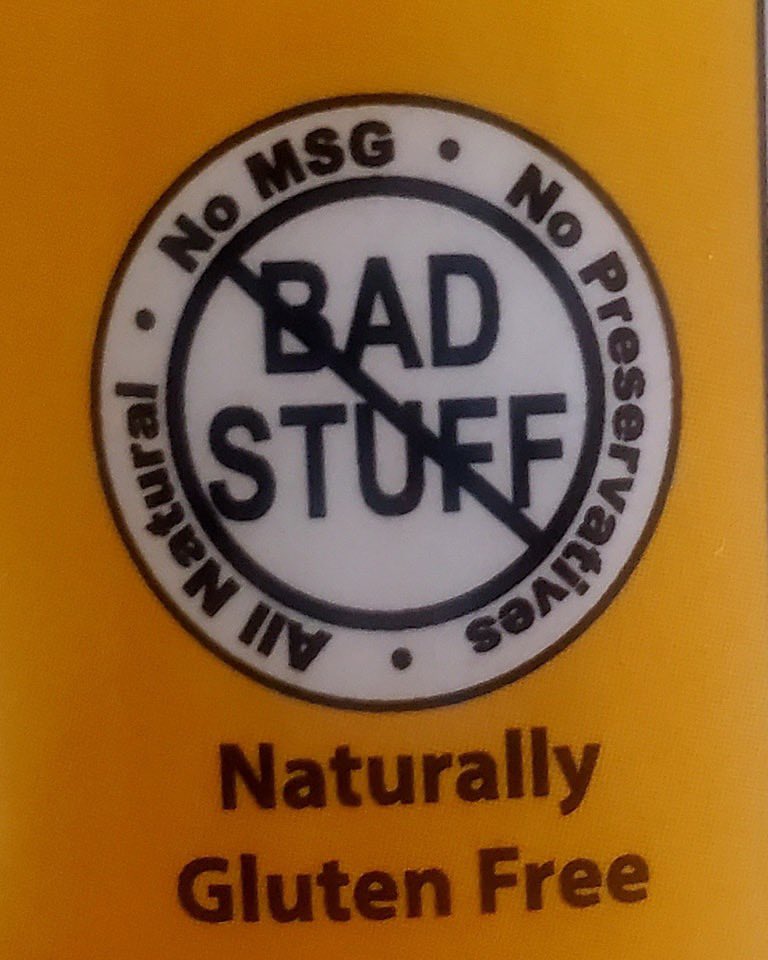 No MSG • No Preservatives • All Natural •
BAD
STUFF
Naturally
Gluten Free